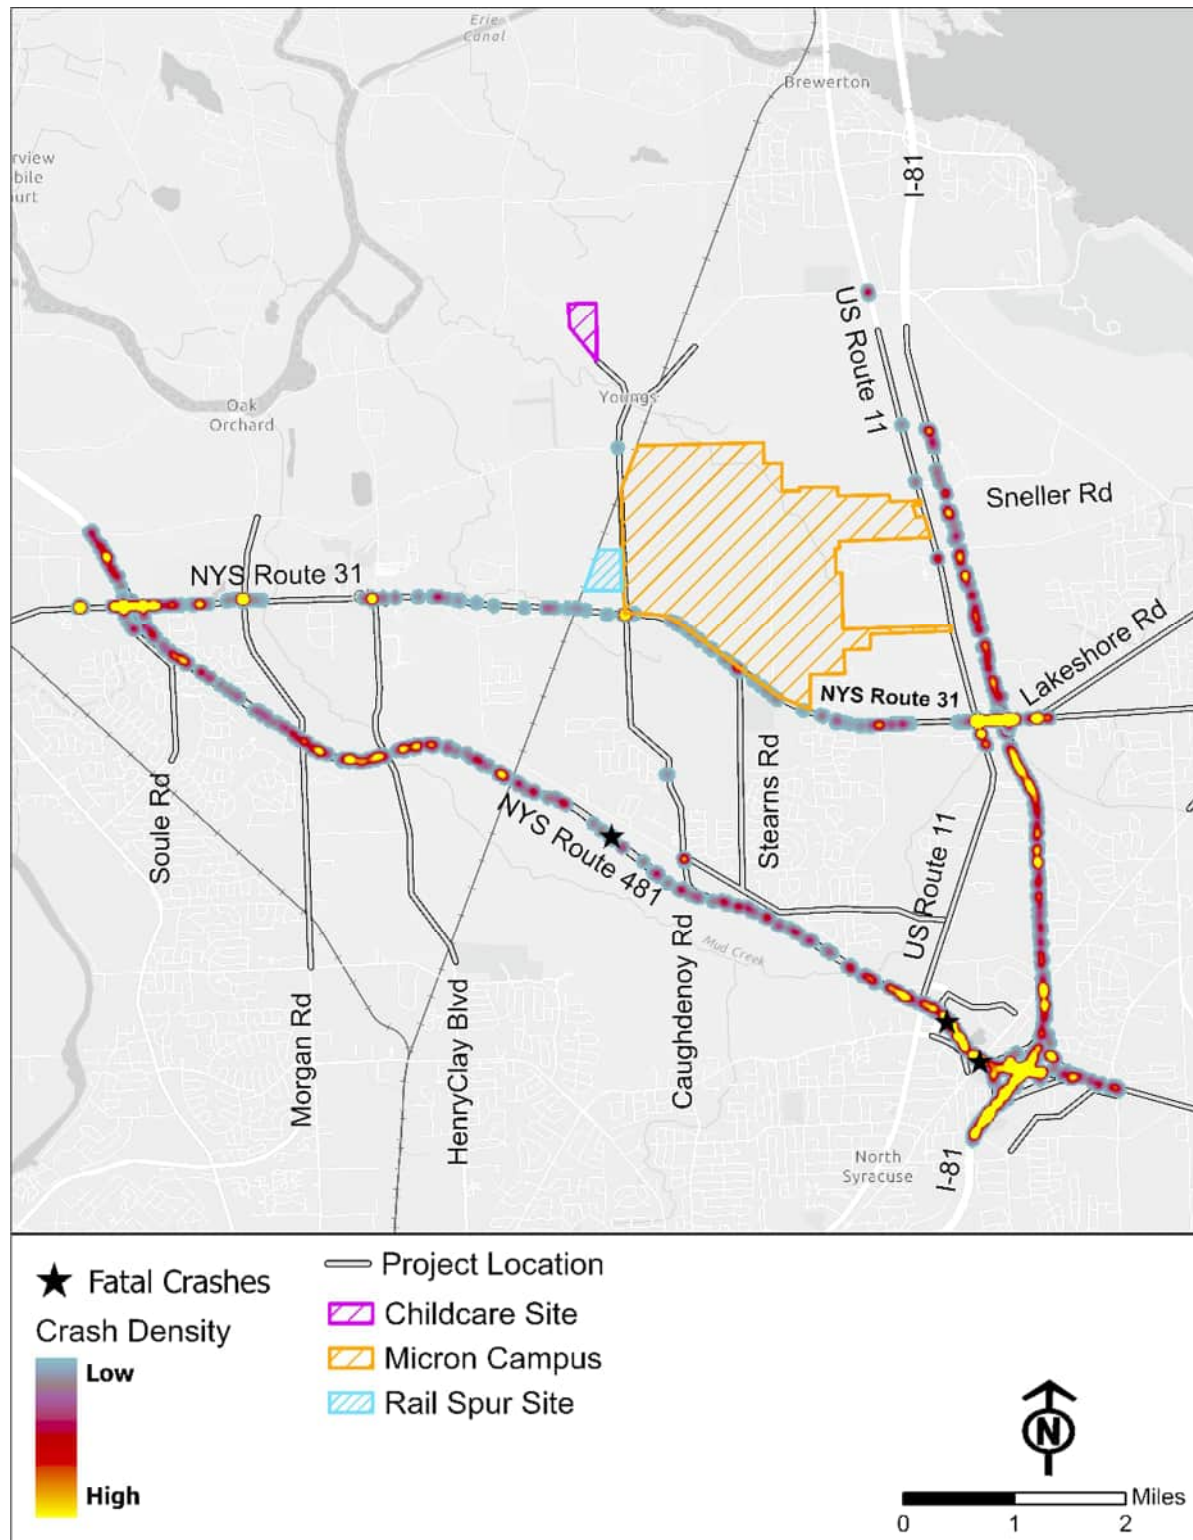 Erie
Canal
Brewerton
rview
bile
ourt
I-81
US Route 11
Youngs
Oak
Orchard
Sneller Rd
NYS Route 31
Lakeshore Rd
NYS Route 31
Soule Rd
Stearns Rd
NYS Route 481
US Route 11
Mud Creek
Caughdenoy Rd
HenryClay Blvd
Morgan Rd
North
Syracuse
I-81
Fatal Crashes
Crash Density
Low
High
Project Location
Childcare Site
Micron Campus
Rail Spur Site
N
Miles
0 1 2